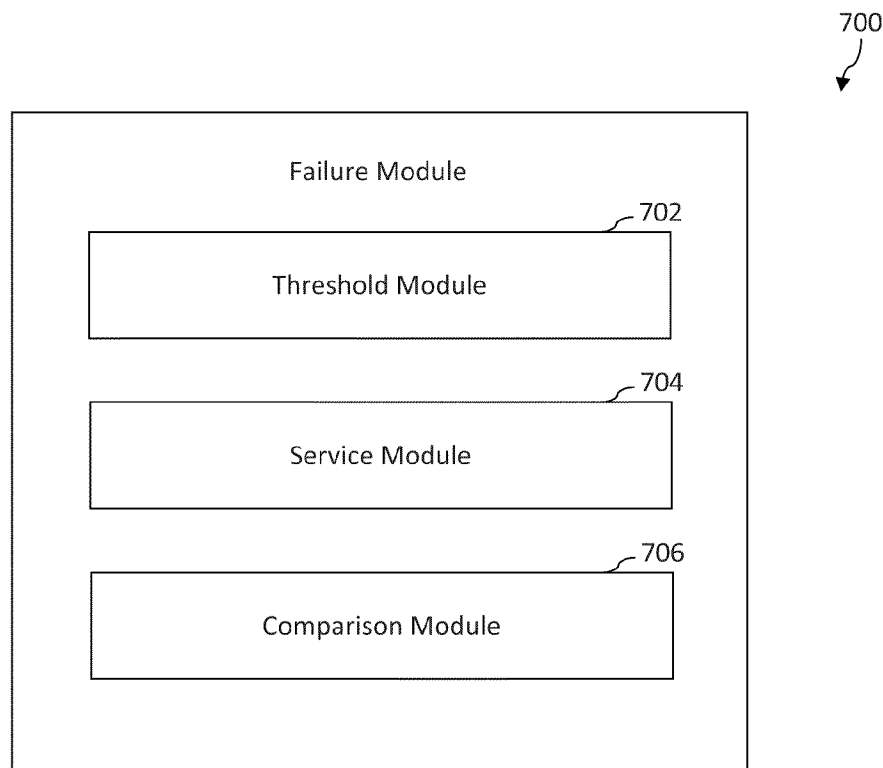 700
Failure Module
702
Threshold Module
704
Service Module
706
Comparison Module